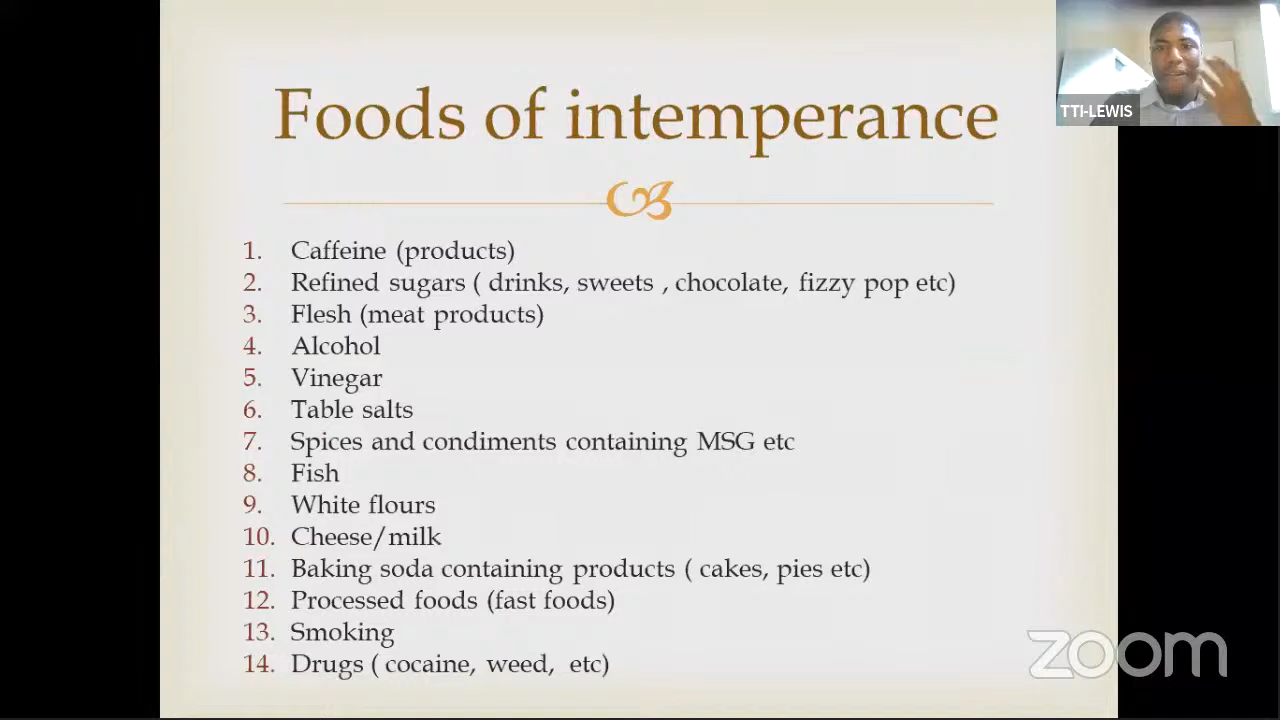 Foods of intemperance
TTI-LEWIS
1. Caffeine (products)
2. Refined sugars ( drinks, sweets , chocolate, fizzy pop etc)
3. Flesh (meat products)
4. Alcohol
5. Vinegar
6. Table salts
7. Spices and condiments containing MSG etc
8. Fish
9. White flours
10. Cheese/milk
11. Baking soda containing products ( cakes, pies etc)
12. Processed foods (fast foods)
13. Smoking
14. Drugs ( cocaine, weed, etc)
zoom